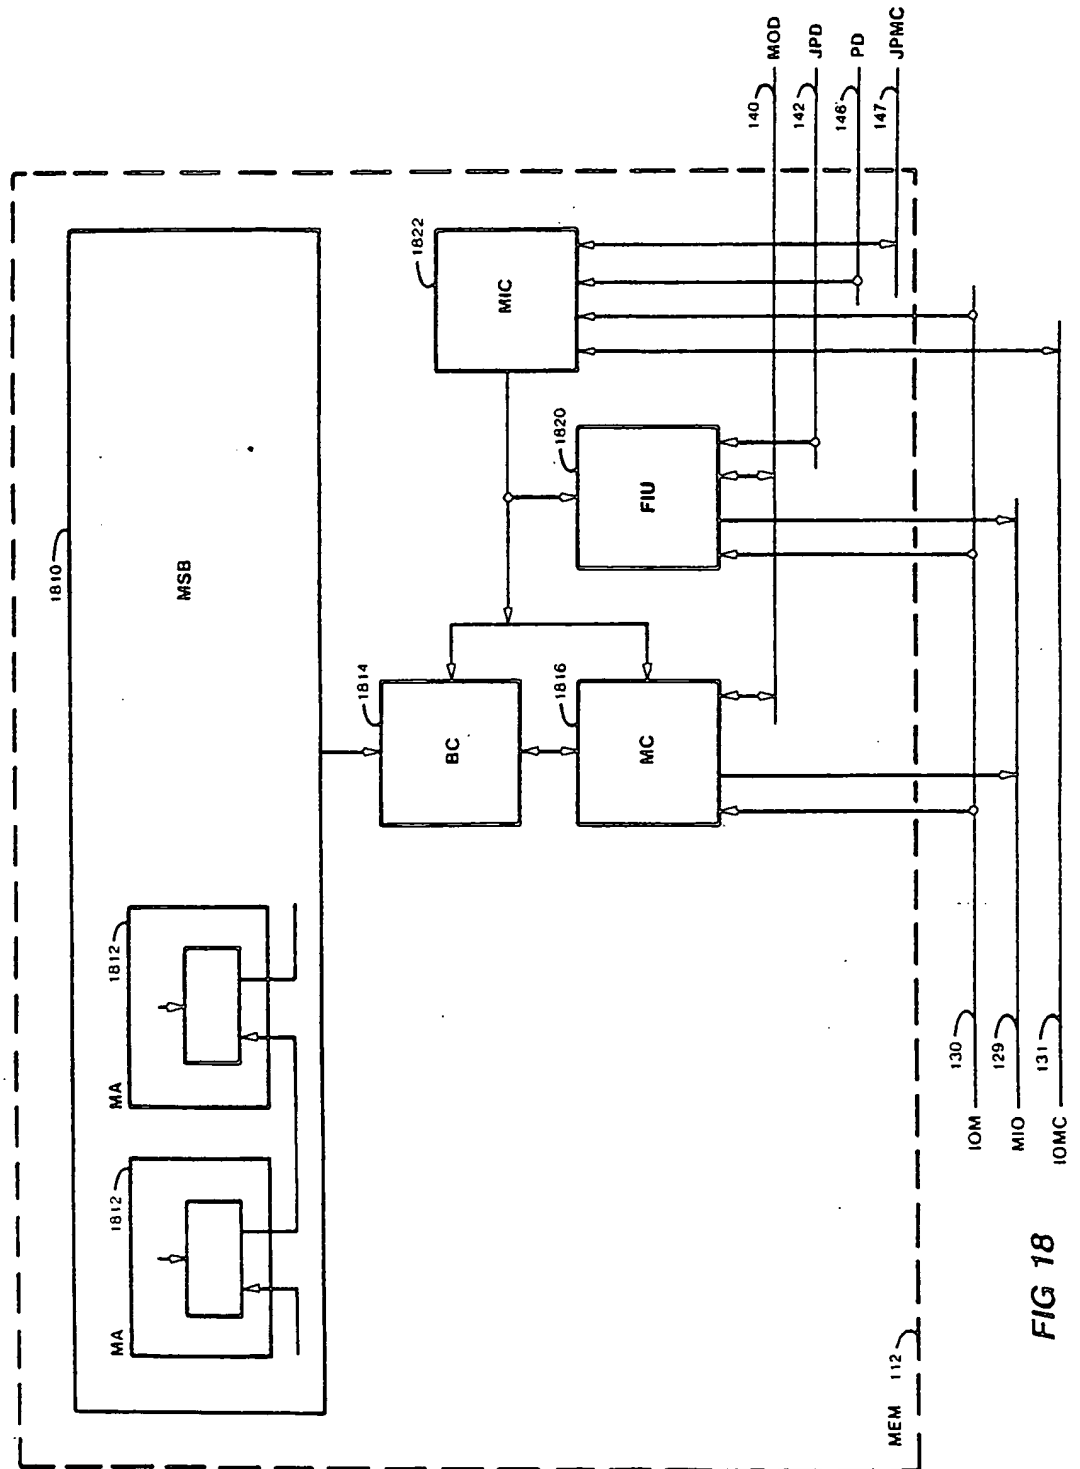 1810
MSB
MA
1812
MA
1812
1814
BC
1816
MC
1820
FIU
1822
MIC
140
MOD
142
JPD
146
PD
147
JPMC
IOM
130
MIO
129
IOMC
131
MEM 112
FIG 18